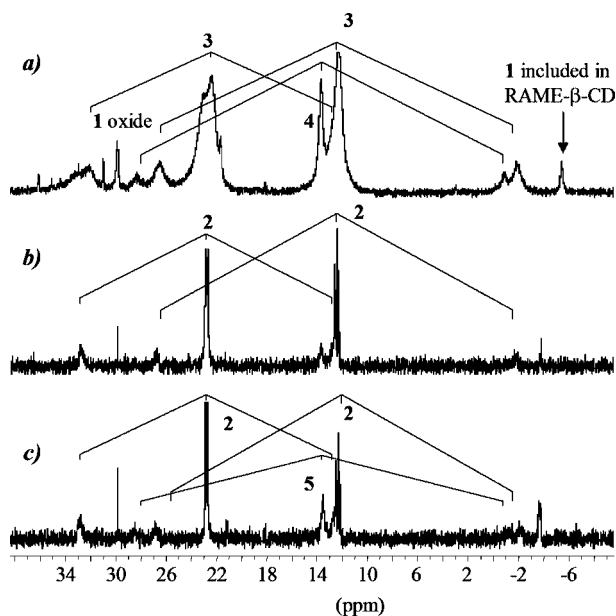 3
a)
3
1 included in
RAME-β-CD
1 oxide
4
2
2
b)
2
2
c)
5
34 30 26 22 18 14 10 6 2 -2 -6
(ppm)